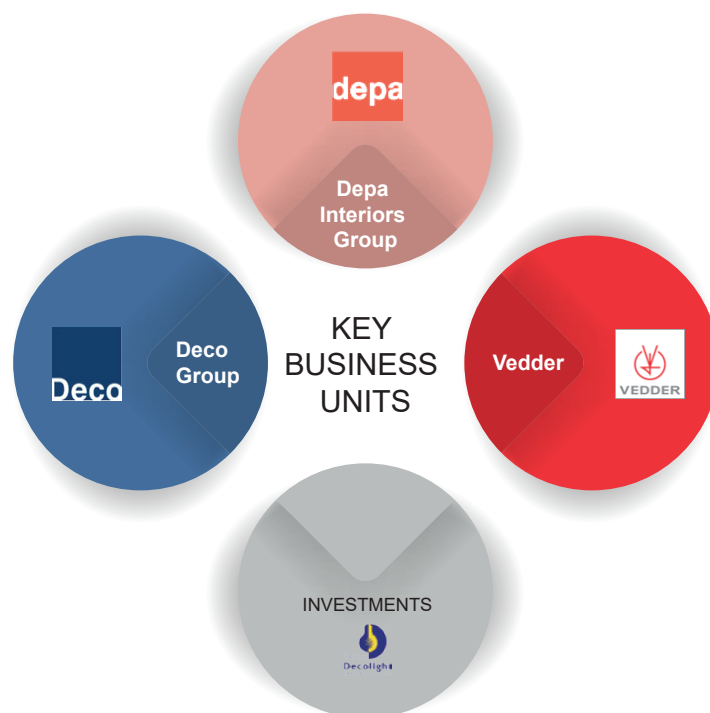 depa
Depa
Interiors
Group
Deco
Deco
Group
KEY
BUSINESS
UNITS
Vedder
VEDDER
INVESTMENTS
Decolight